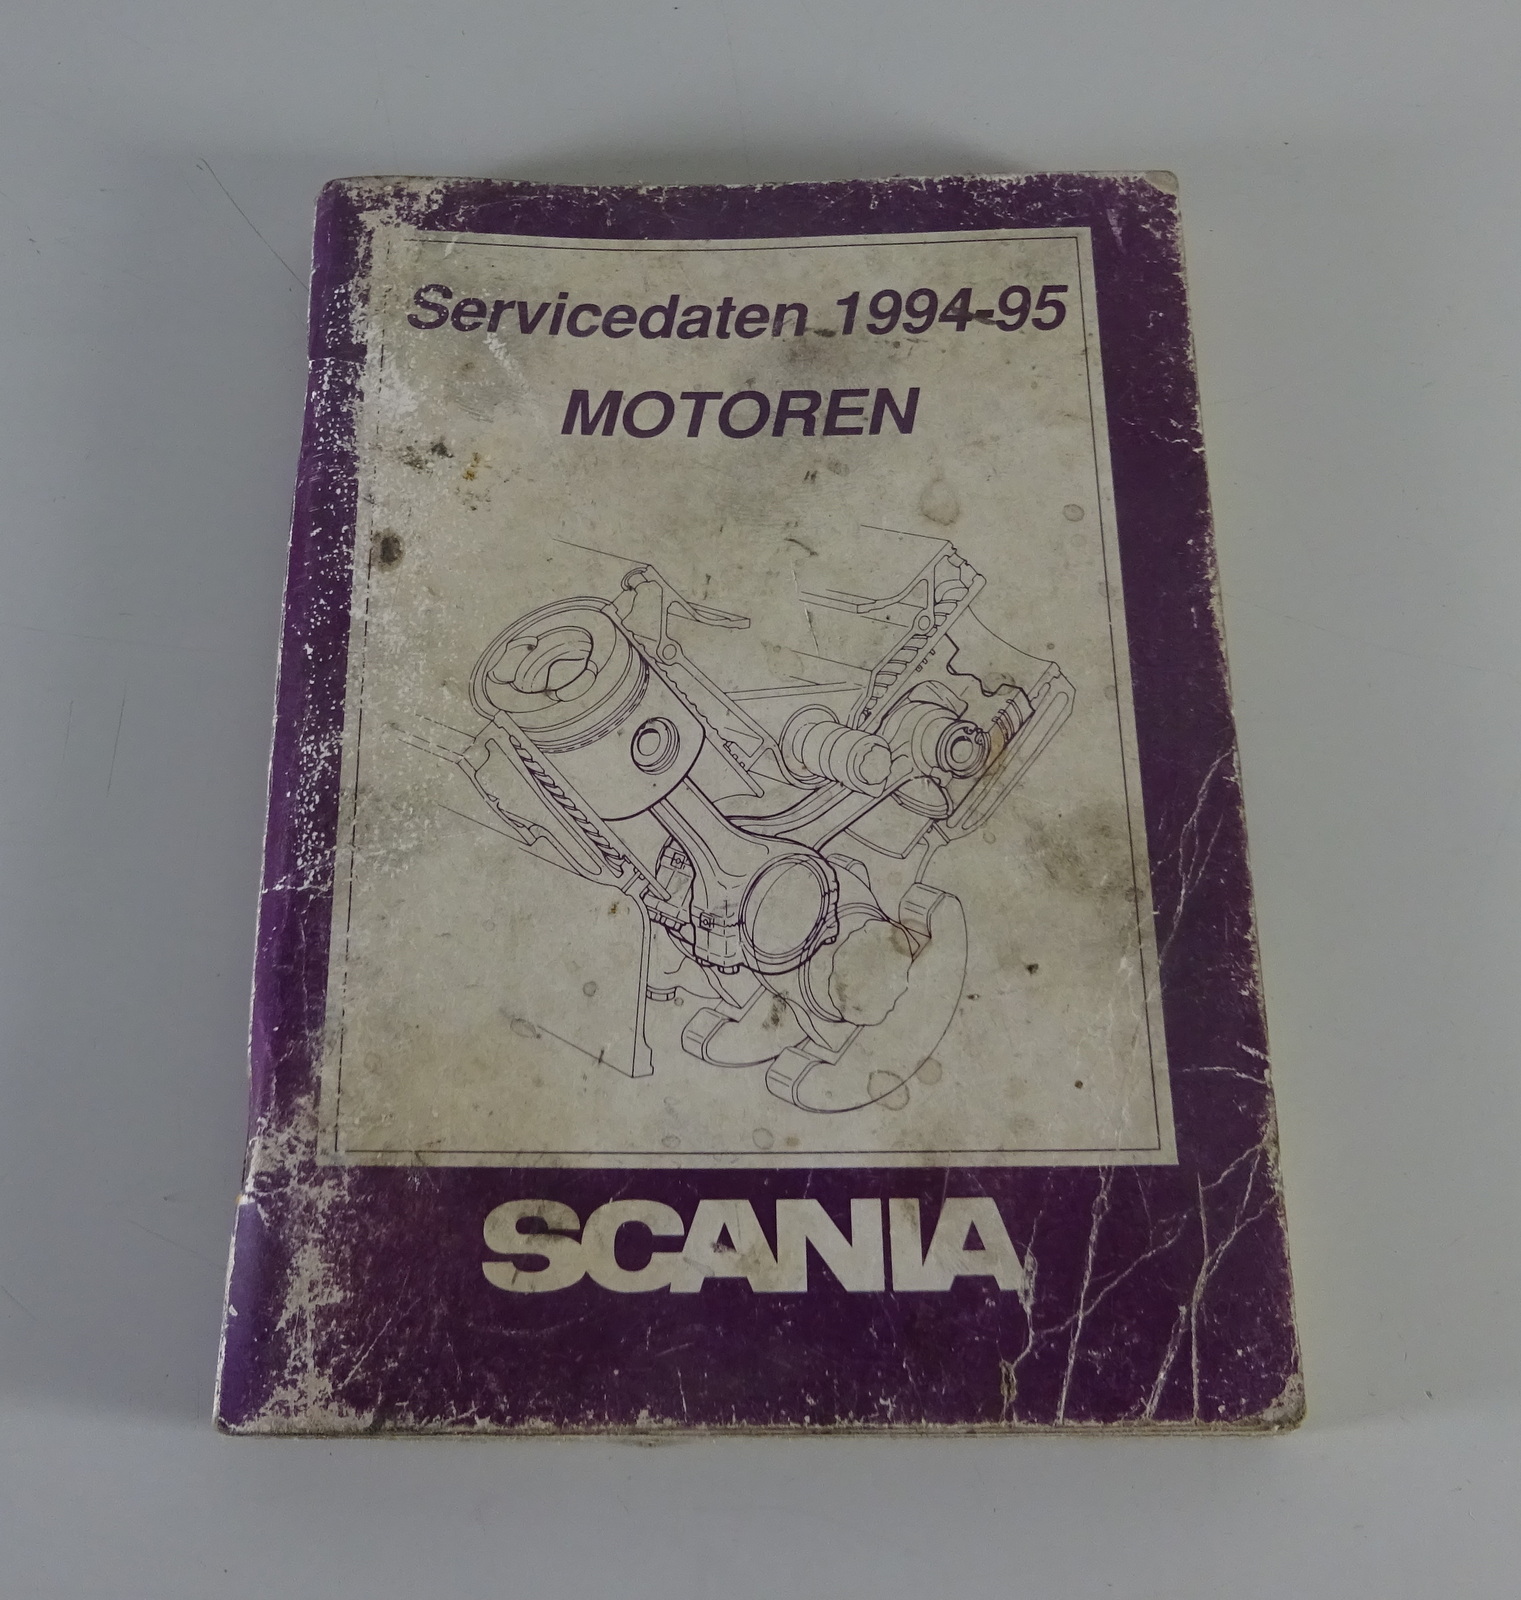 Servicedaten 1994-95
MOTOREN
SCANIA